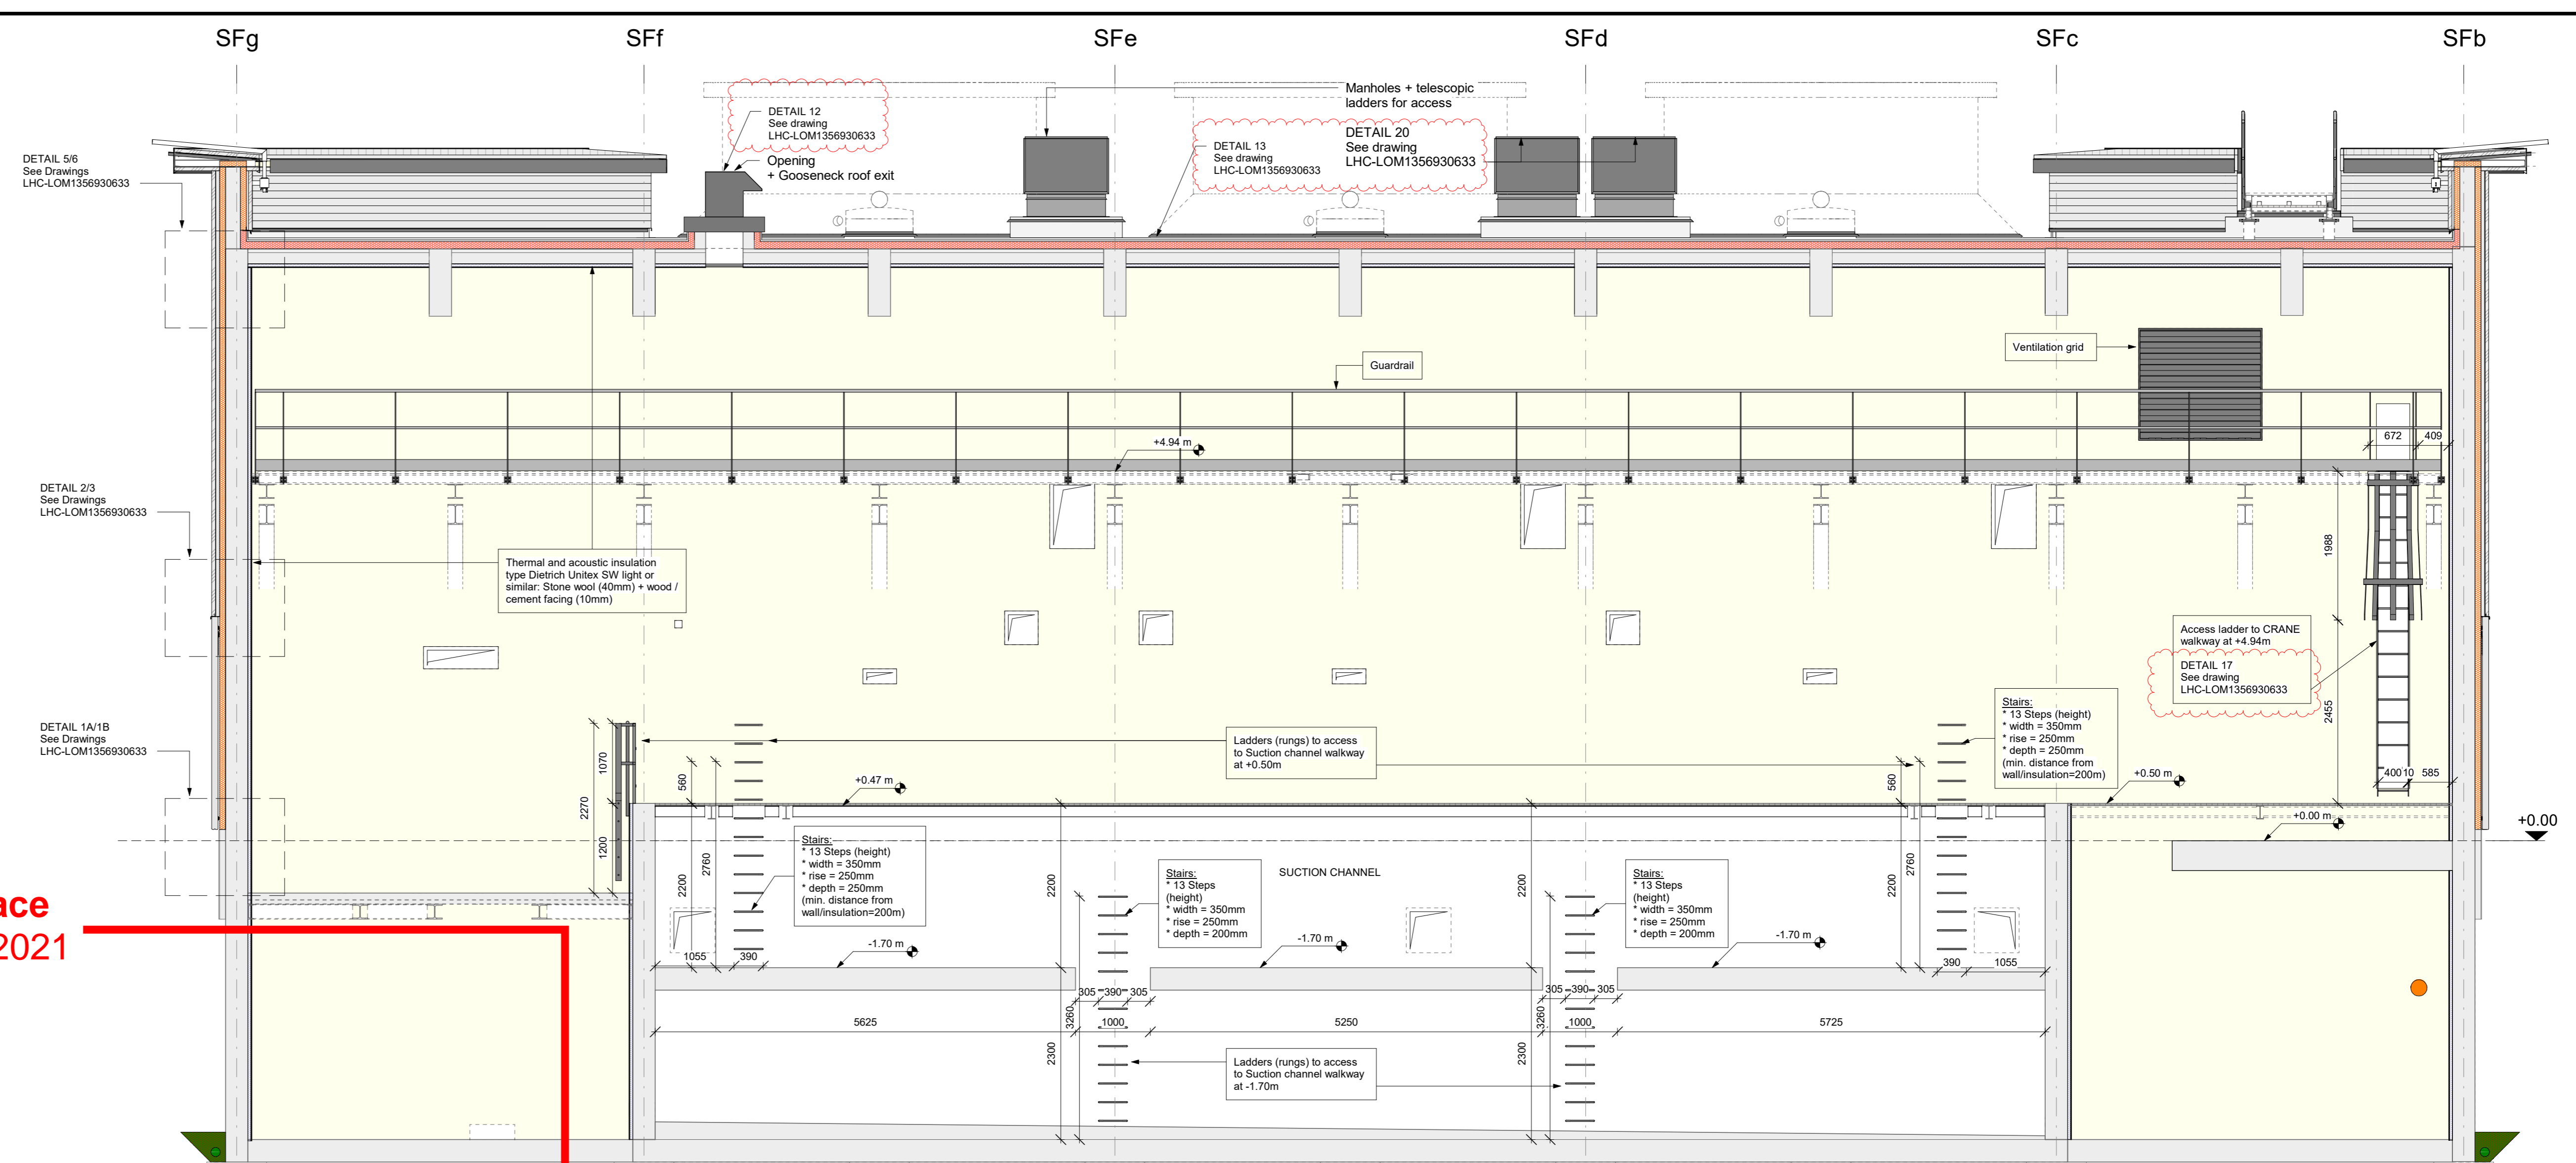 SFg
SFf
SFe
SFd
SFc
SFb
DETAIL 12
See drawing
LHC-LOM1356930633
Opening
+ Gooseneck roof exit
Manholes + telescopic
ladders for access
DETAIL 13
See drawing
LHC-LOM1356930633
DETAIL 20
See drawing
LHC-LOM1356930633
DETAIL 5/6
See Drawings
LHC-LOM1356930633
Ventilation grid
Guardrail
+4.94 m
672
409
DETAIL 2/3
See Drawings
LHC-LOM1356930633
Thermal and acoustic insulation
type Dietrich Unitex SW light or
similar: Stone wool (40mm) + wood /
cement facing (10mm)
1988
Access ladder to CRANE
walkway at +4.94m
DETAIL 17
See drawing
LHC-LOM1356930633
2455
DETAIL 1A/1B
See Drawings
LHC-LOM1356930633
Ladders (rungs) to access
to Suction channel walkway
at +0.50m
Stairs:
* 13 Steps (height)
* width = 350mm
* rise = 250mm
* depth = 250mm
(min. distance from
wall/insulation=200m)
1070
2270
1200
560
+0.47 m
560
+0.50 m
400
10
585
+0.00 m
+0.00
Stairs:
* 13 Steps (height)
* width = 350mm
* rise = 250mm
* depth = 250mm
(min. distance from
wall/insulation=200m)
2200
2760
2200
Stairs:
* 13 Steps
(height)
* width = 350mm
* rise = 250mm
* depth = 200mm
SUCTION CHANNEL
2200
Stairs:
* 13 Steps
(height)
* width = 350mm
* rise = 250mm
* depth = 200mm
2200
2760
ace
2021
-1.70 m
-1.70 m
-1.70 m
1055
390
390
1055
305
390
305
305
390
305
5625
1000
5250
1000
5725
3260
3260
2300
2300
Ladders (rungs) to access
to Suction channel walkway
at -1.70m